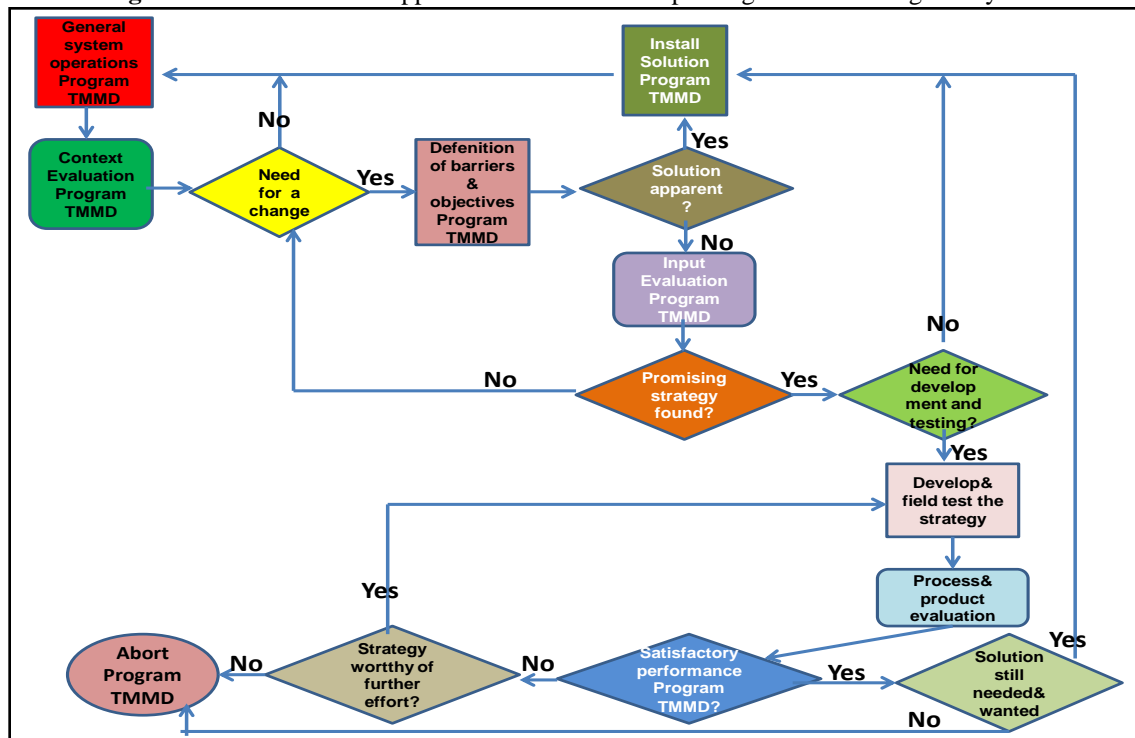 General
system
operations
Program
TMMD
Install
Solution
Program
TMMD
No
Yes
Context
Evaluation
Program
TMMD
Need
for a
change
Yes
Defenition
of barriers
&
objectives
Program
TMMD
Solution
apparent
?
No
Input
Evaluation
Program
TMMD
No
No
Promising
strategy
found?
Yes
Need for
develop
ment and
testing?
Yes
Develop&
field test the
strategy
Yes
Process&
product
evaluation
Abort
Program
TMMD
No
Strategy
worthy of
further
effort?
No
Satisfactory
performance
Program
TMMD?
Yes
Yes
Solution
still
needed&
wanted
No